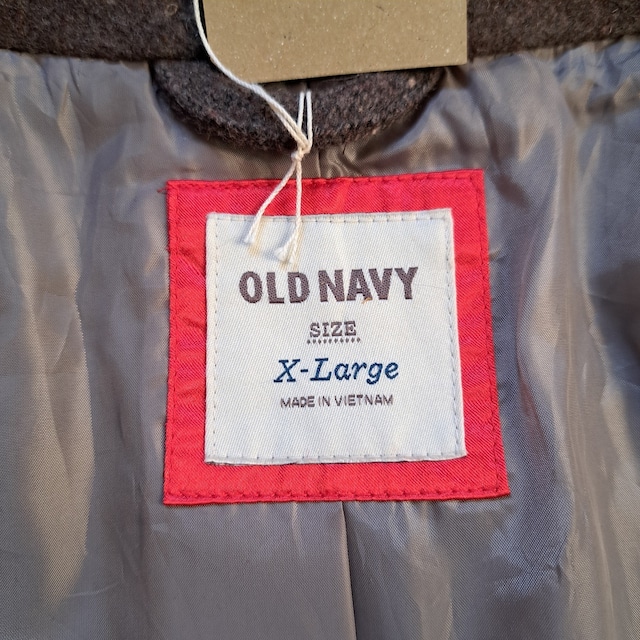 OLD NAVY
SIZE
X-Large
MADE IN VIETNAM